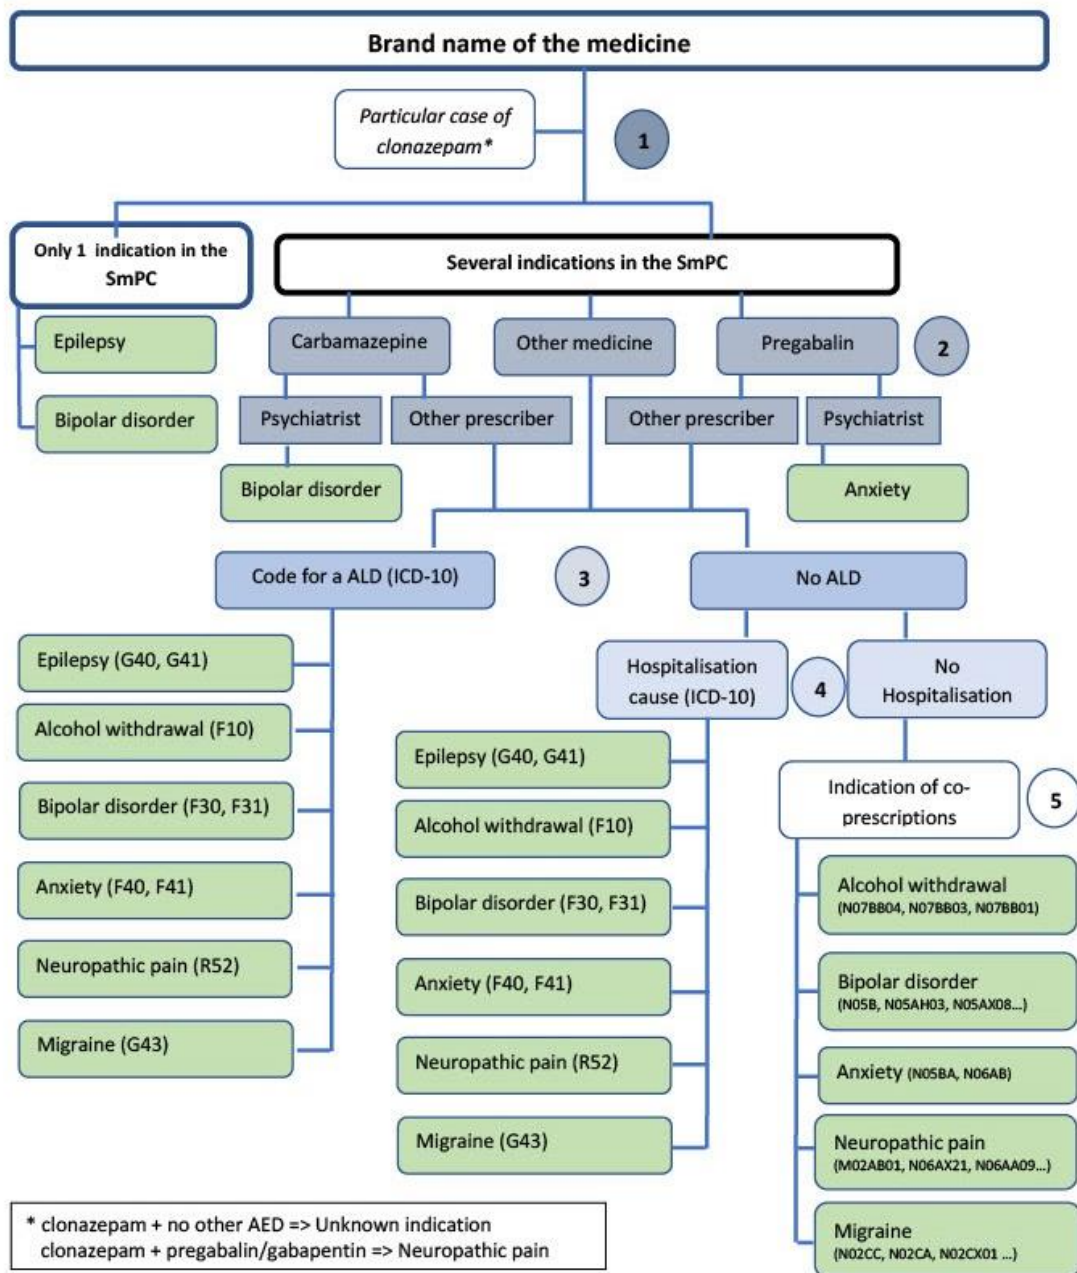 Brand name of the medicine
Particular case of
clonazepam*
1
Only 1 indication in the
SmPC
Several indications in the SmPC
Epilepsy
Bipolar disorder
Carbamazepine
Other medicine
Pregabalin
2
Psychiatrist
Other prescriber
Other prescriber
Psychiatrist
Bipolar disorder
Anxiety
Code for a ALD (ICD-10)
3
No ALD
Epilepsy (G40, G41)
Alcohol withdrawal (F10)
Bipolar disorder (F30, F31)
Anxiety (F40, F41)
Neuropathic pain (R52)
Migraine (G43)
Hospitalisation
cause (ICD-10)
4
No
Hospitalisation
Epilepsy (G40, G41)
Alcohol withdrawal (F10)
Bipolar disorder (F30, F31)
Anxiety (F40, F41)
Neuropathic pain (R52)
Migraine (G43)
Indication of co-
prescriptions
5
Alcohol withdrawal
(N07BB04, N07BB03, N07BB01)
Bipolar disorder
(N05B, N05AH03, N05AX08...)
Anxiety (N05BA, N06AB)
Neuropathic pain
(M02AB01, N06AX21, N06AA09...)
Migraine
(N02CC, N02CA, N02CX01 ...)
* clonazepam + no other AED => Unknown indication
clonazepam + pregabalin/gabapentin => Neuropathic pain